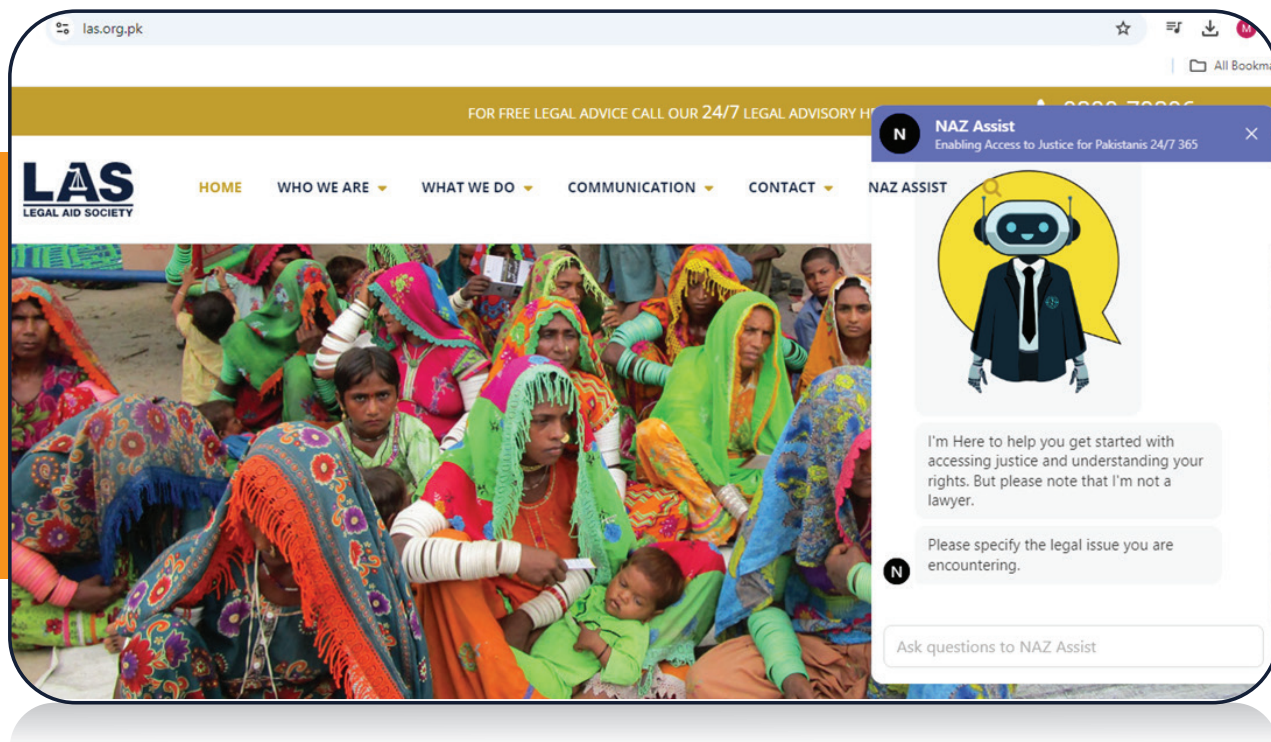 las.org.pk
All Bookma
FOR FREE LEGAL ADVICE CALL OUR 24/7 LEGAL ADVISORY H
LAS
LEGAL AID SOCIETY
HOME WHO WE ARE WHAT WE DO COMMUNICATION CONTACT NAZ ASSIST
N
NAZ Assist
Enabling Access to Justice for Pakistanis 24/7 365
I'm Here to help you get started with
accessing justice and understanding your
rights. But please note that I'm not a
lawyer.
Please specify the legal issue you are
encountering.
N
Ask questions to NAZ Assist